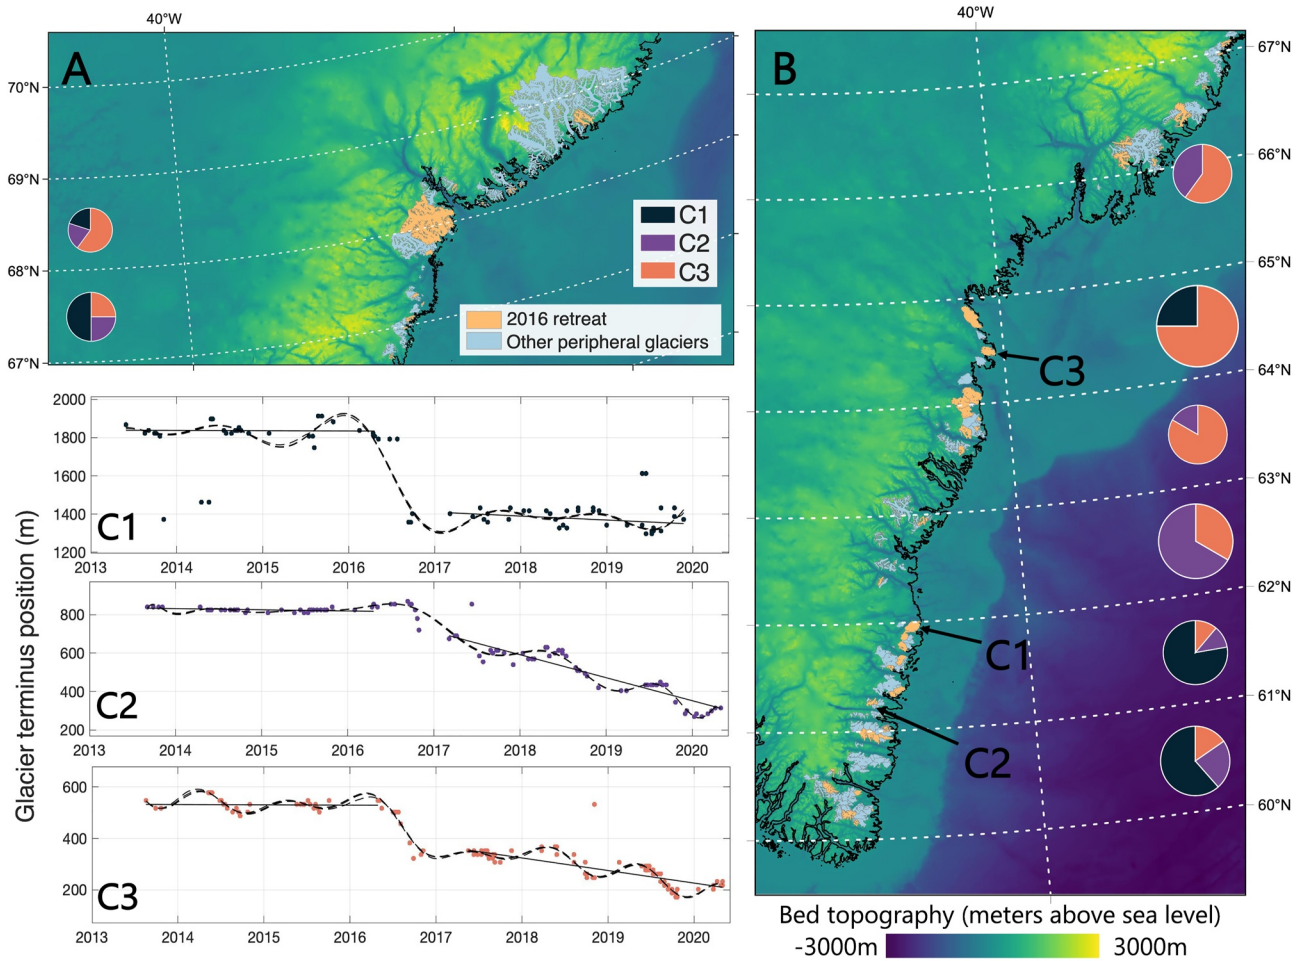 40°W
A
70°N
69°N
68°N
67°N
C1
C2
C3
2016 retreat
Other peripheral glaciers
40°W
B
67°N
66°N
65°N
64°N
63°N
62°N
61°N
60°N
C3
C1
C2
Glacier terminus position (m)
2000
1800
1600
1400
1200
C1
2013 2014 2015 2016 2017 2018 2019 2020
800
600
400
200
C2
2013 2014 2015 2016 2017 2018 2019 2020
600
400
200
C3
2013 2014 2015 2016 2017 2018 2019 2020
Bed topography (meters above sea level)
-3000m 3000m